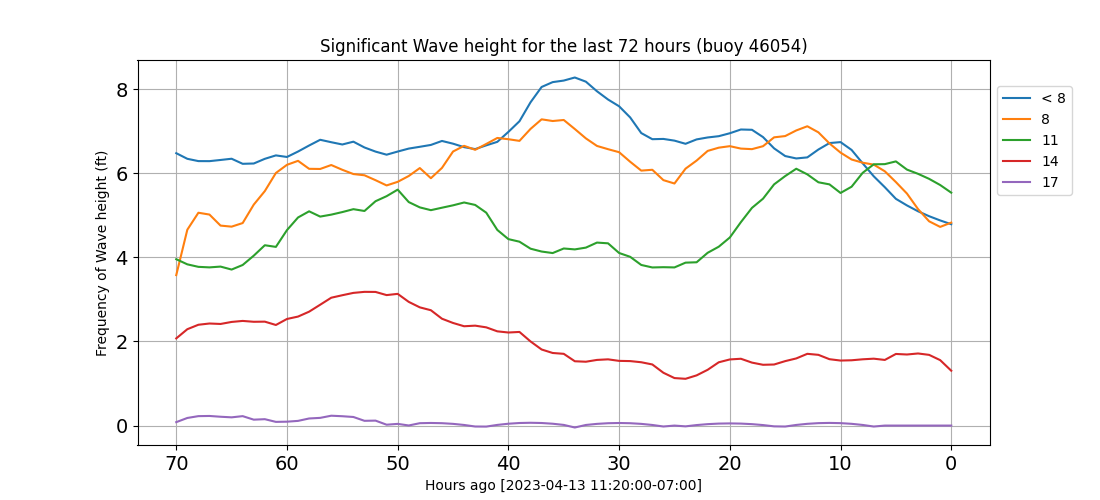 Significant Wave height for the last 72 hours (buoy 46054)
Frequency of Wave height (ft)
8
6
4
2
0
70 60 50 40 30 20 10 0
Hours ago [2023-04-13 11:20:00-07:00]
< 8
8
11
14
17